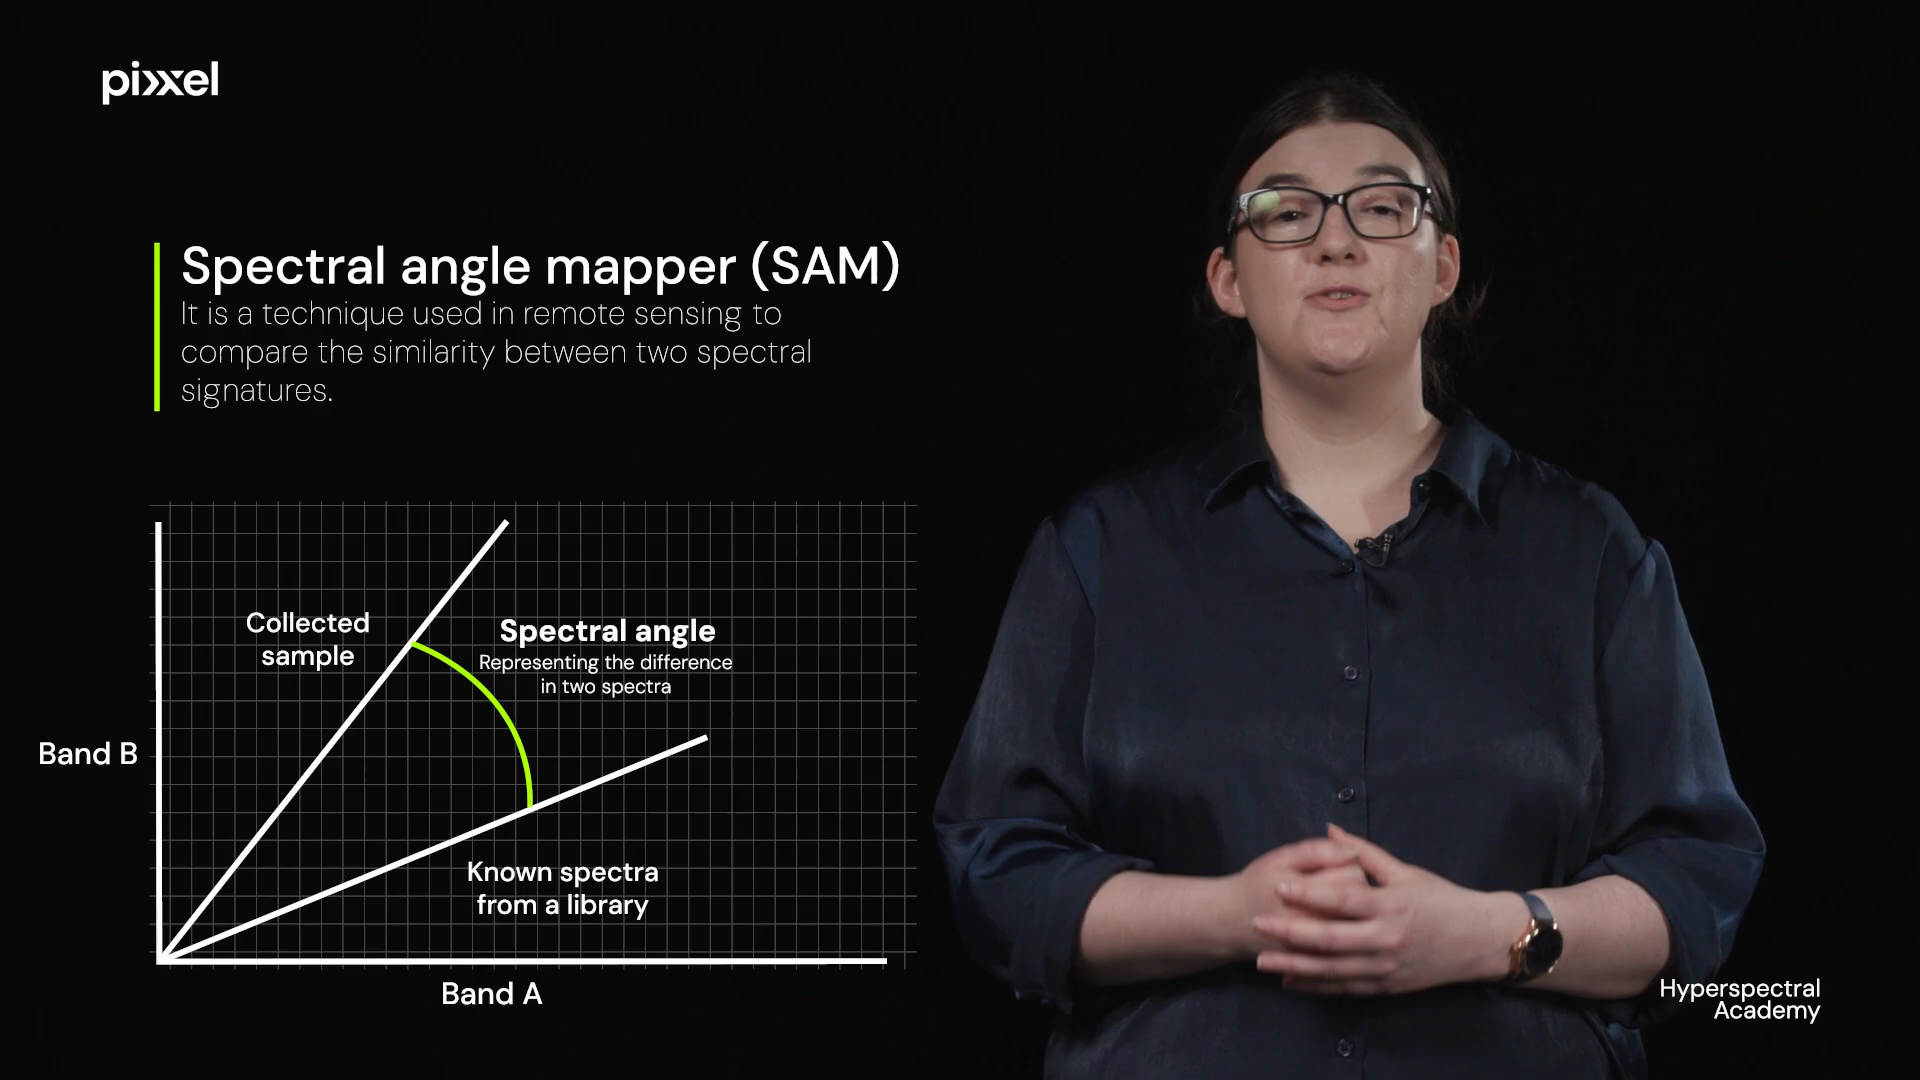 pixxel
Spectral angle mapper (SAM)
It is a technique used in remote sensing to
compare the similarity between two spectral
signatures.
Collected
sample
Spectral angle
Representing the difference
in two spectra
Band B
Known spectra
from a library
Band A
Hyperspectral
Academy